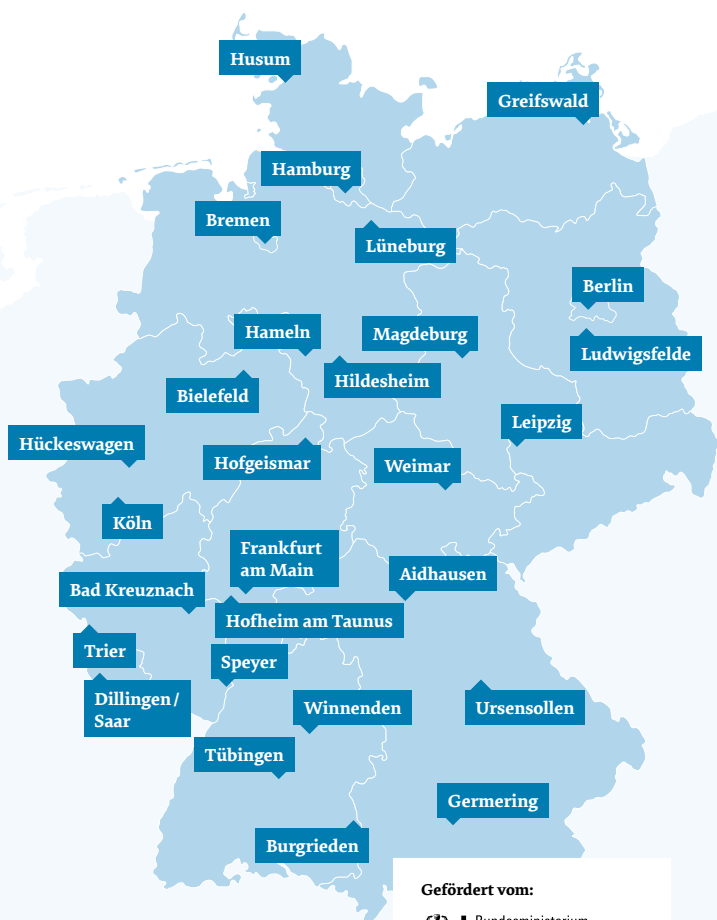 Husum
Greifswald
Hamburg
Bremen
Lüneburg
Berlin
Hameln
Magdeburg
Ludwigsfelde
Hildesheim
Bielefeld
Leipzig
Hückeswagen
Hofgeismar
Weimar
Köln
Frankfurt
am Main
Aidhausen
Bad Kreuznach
Hofheim am Taunus
Trier
Speyer
Dillingen /
Saar
Winnenden
Ursensollen
Tübingen
Germering
Burgrieden
Gefördert vom:
Bundesministerium